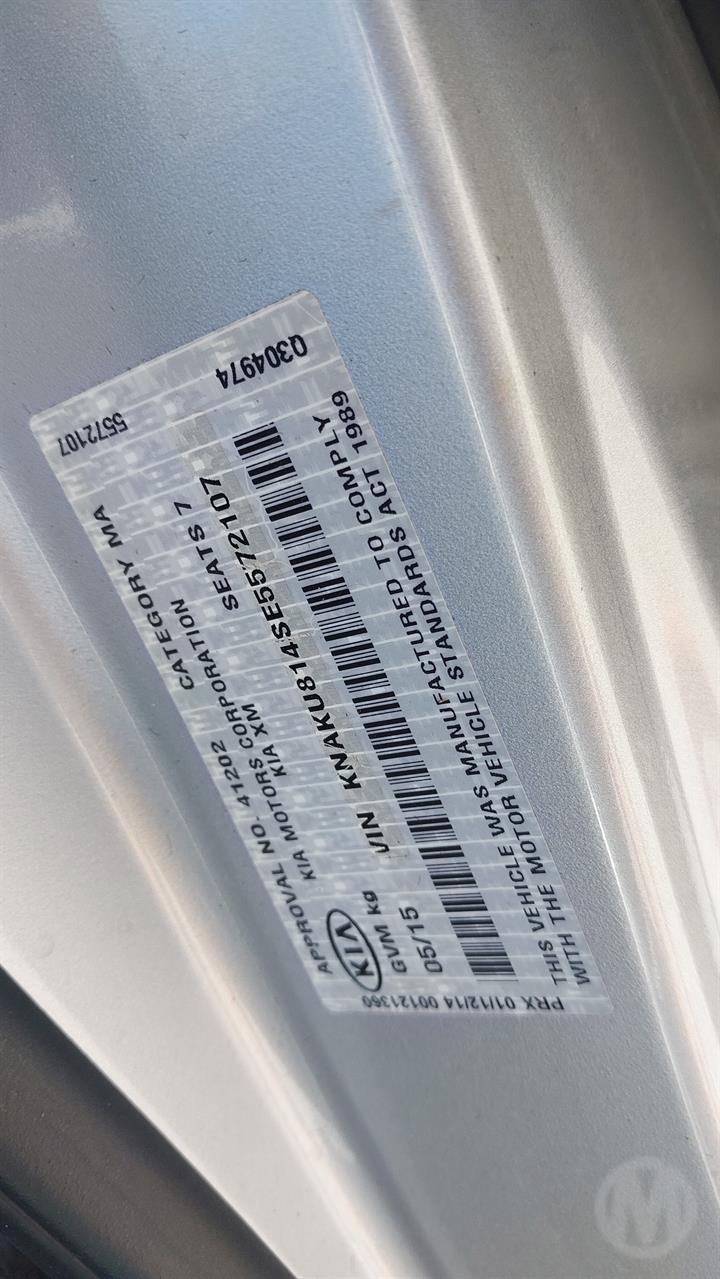 5572107
Q304974
APPROVAL NO. 41202 CATEGORY MA
KIA MOTORS CORPORATION
KIA KIA XM SEATS 7
GVM kg VIN KNAKU814SE5572107
05/15
THIS VEHICLE WAS MANUFACTURED TO COMPLY
WITH THE MOTOR VEHICLE STANDARDS ACT 1989
PRX 01/12/14 00121360
M